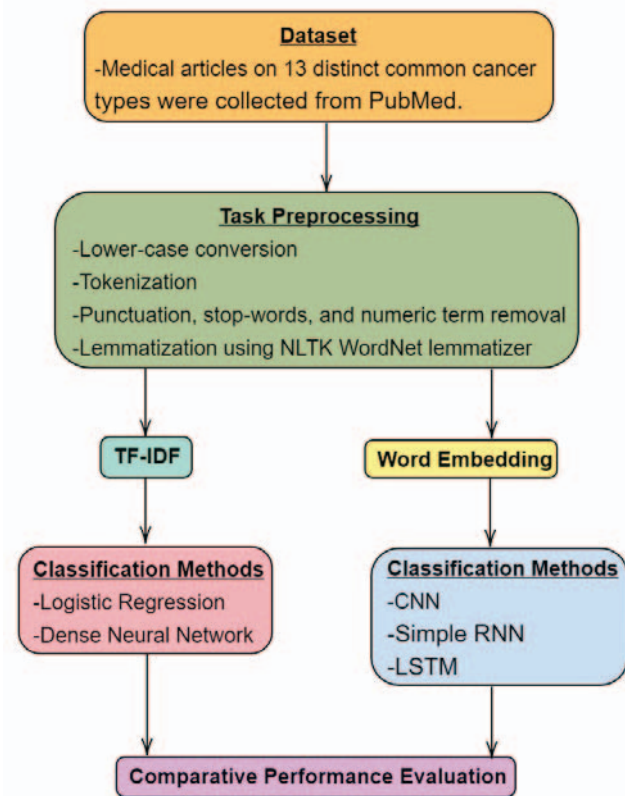 Dataset
-Medical articles on 13 distinct common cancer
types were collected from PubMed.
Task Preprocessing
-Lower-case conversion
-Tokenization
-Punctuation, stop-words, and numeric term removal
-Lemmatization using NLTK WordNet lemmatizer
TF-IDF
Word Embedding
Classification Methods
-Logistic Regression
-Dense Neural Network
Classification Methods
-CNN
-Simple RNN
-LSTM
Comparative Performance Evaluation